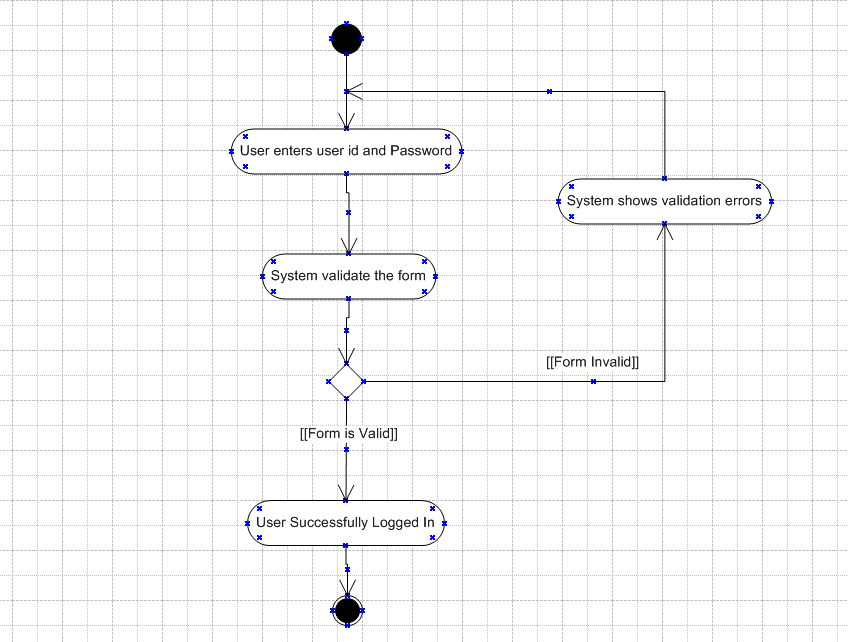 User enters user id and Password
System shows validation errors
System validate the form
[[Form Invalid]]
[[Form is Valid]]
User Successfully Logged In